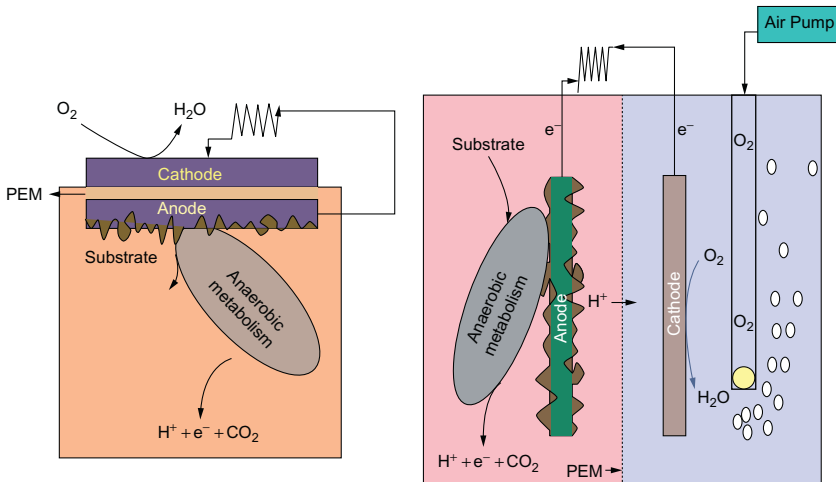 O₂
H₂O
Cathode
PEM
Anode
Substrate
Anaerobic
metabolism
H⁺ + e⁻ + CO₂
Air Pump
e⁻
e⁻
O₂
Substrate
Anaerobic
metabolism
Anode
H⁺
Cathode
O₂
O₂
H₂O
H⁺ + e⁻ + CO₂
PEM